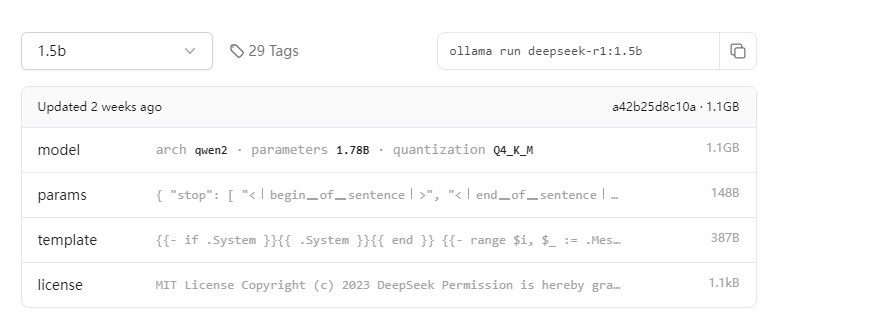 1.5b 29 Tags ollama run deepseek-r1:1.5b
Updated 2 weeks ago a42b25d8c10a · 1.1GB
model arch qwen2 · parameters 1.78B · quantization Q4_K_M 1.1GB
params { "stop": [ "<｜begin▁of▁sentence｜>", "<｜end▁of▁sentence｜… 148B
template {{- if .System }}{{ .System }}{{ end }} {{- range $i, $_ := .Mes… 387B
license MIT License Copyright (c) 2023 DeepSeek Permission is hereby gra… 1.1kB